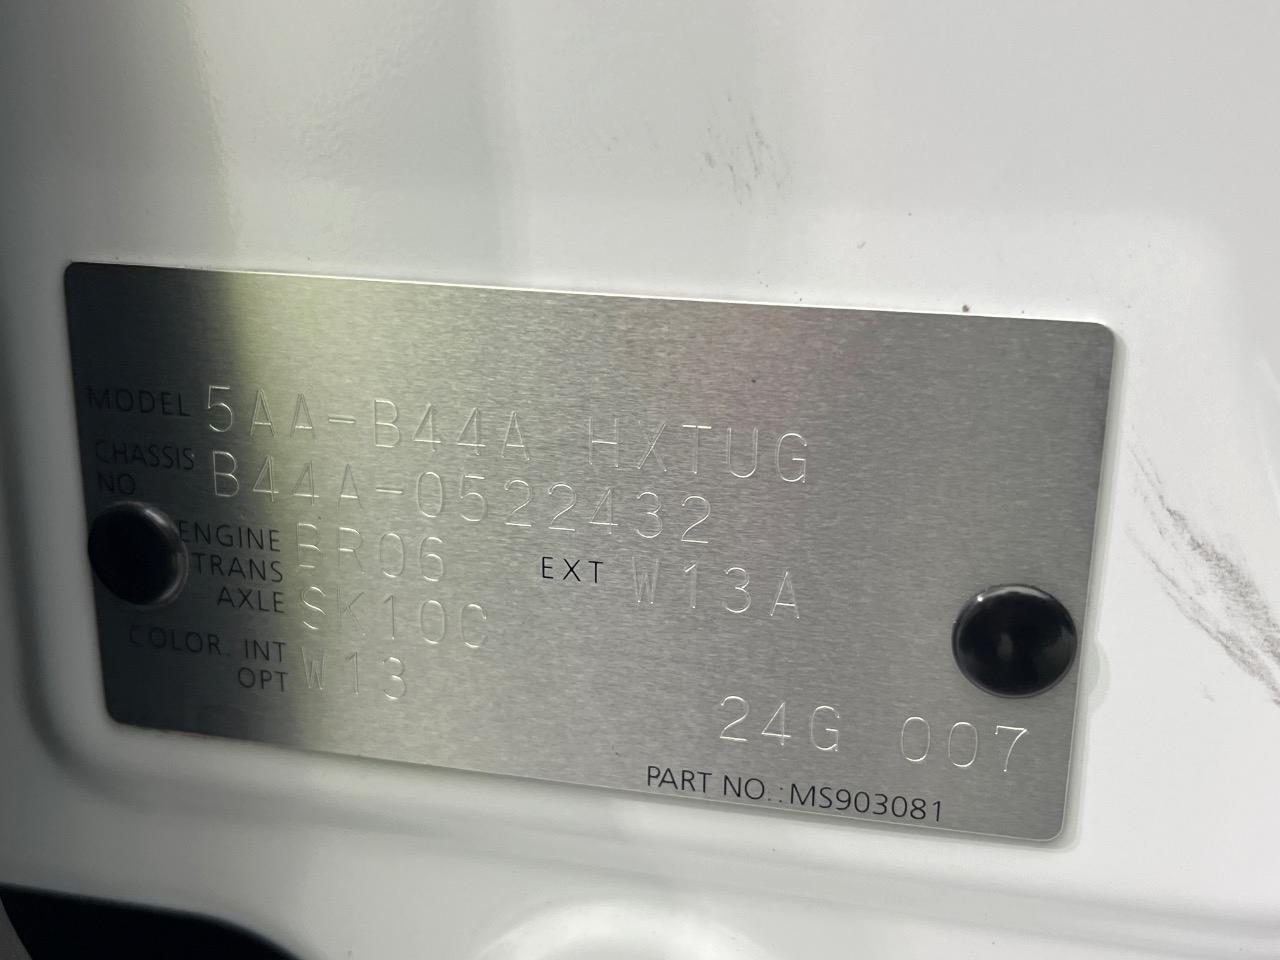 MODEL 5AA-B44A HXTUG
CHASSIS NO B44A-0522432
ENGINE BR06 EXT W13A
TRANS AXLE SK10C
COLOR. INT W13
OPT
24G 007
PART NO.:MS903081